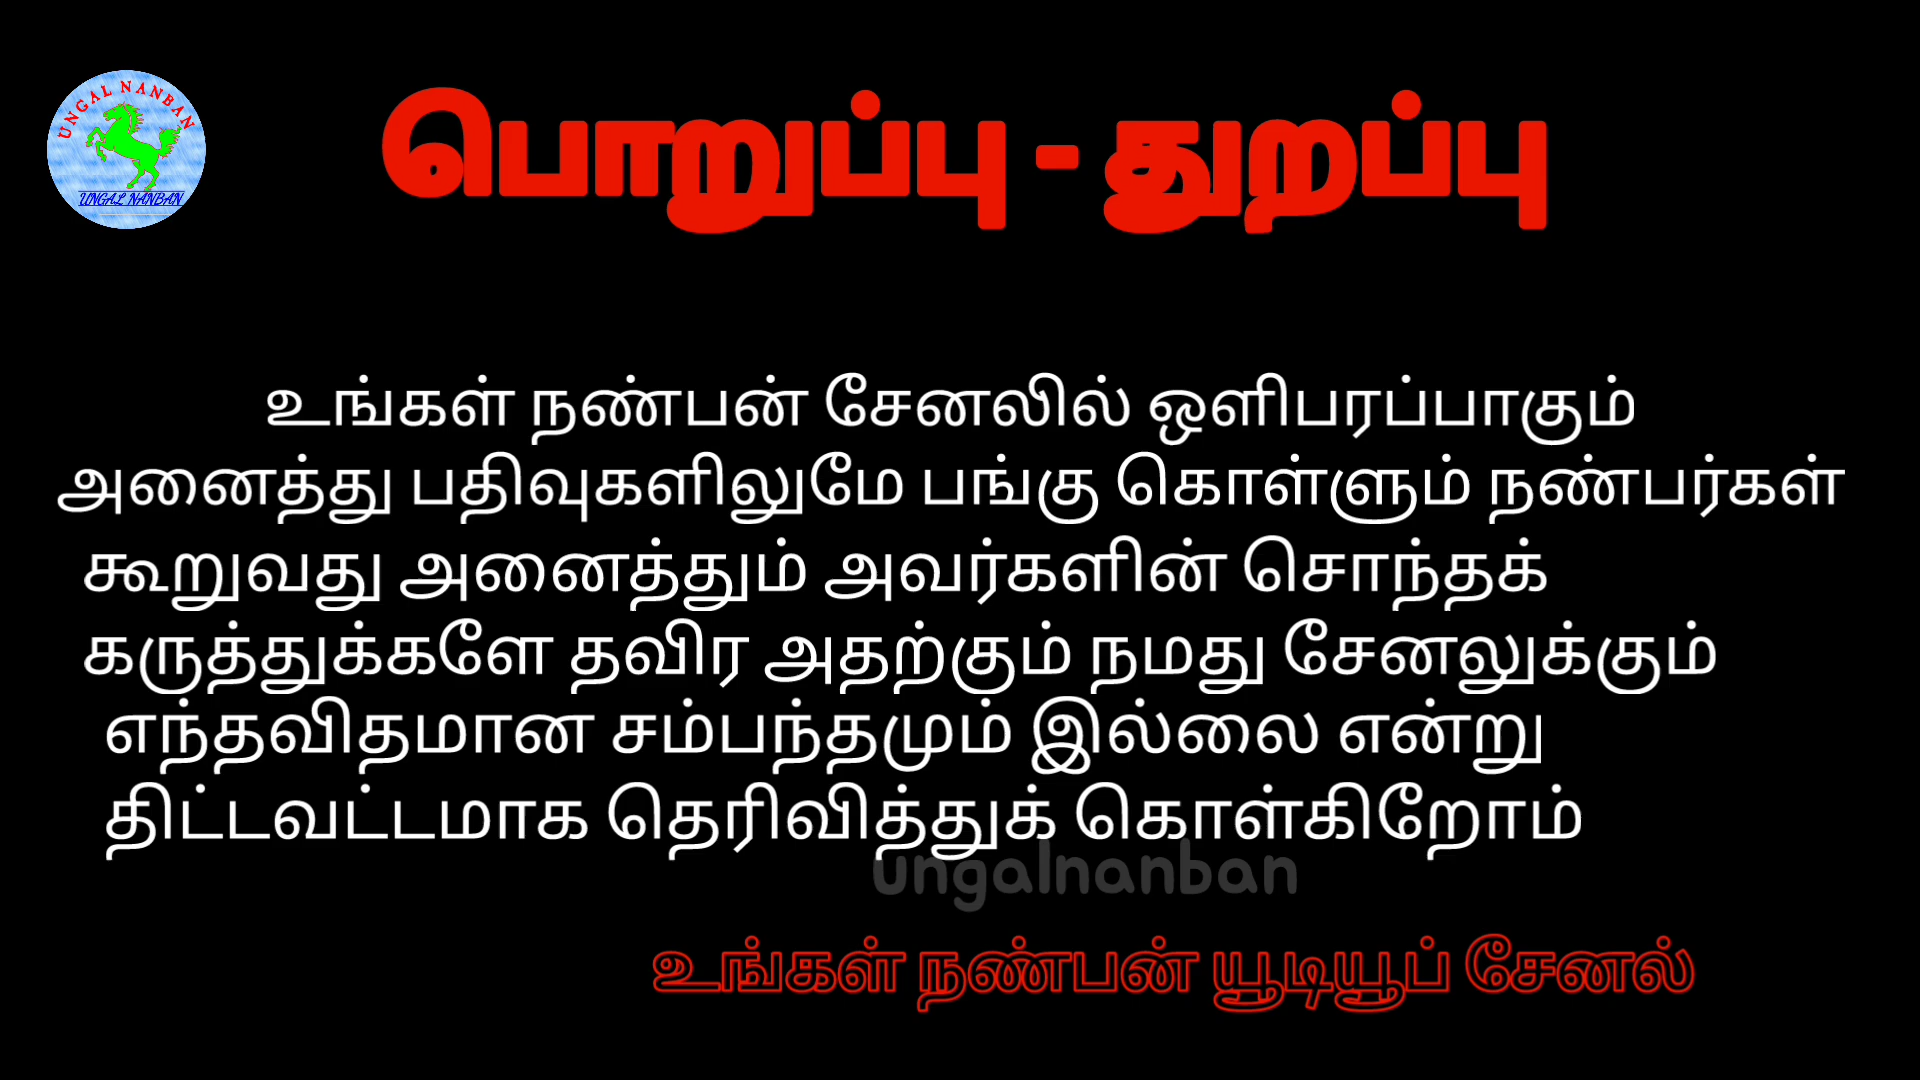 UNGAL NANBAN
UNGAL NANBAN
பொறுப்பு - துறப்பு
உங்கள் நண்பன் சேனலில் ஒளிபரப்பாகும்
அனைத்து பதிவுகளிலுமே பங்கு கொள்ளும் நண்பர்கள்
கூறுவது அனைத்தும் அவர்களின் சொந்தக்
கருத்துக்களே தவிர அதற்கும் நமது சேனலுக்கும்
எந்தவிதமான சம்பந்தமும் இல்லை என்று
திட்டவட்டமாக தெரிவித்துக் கொள்கிறோம்
ungalnanban
உங்கள் நண்பன் யூடியூப் சேனல்